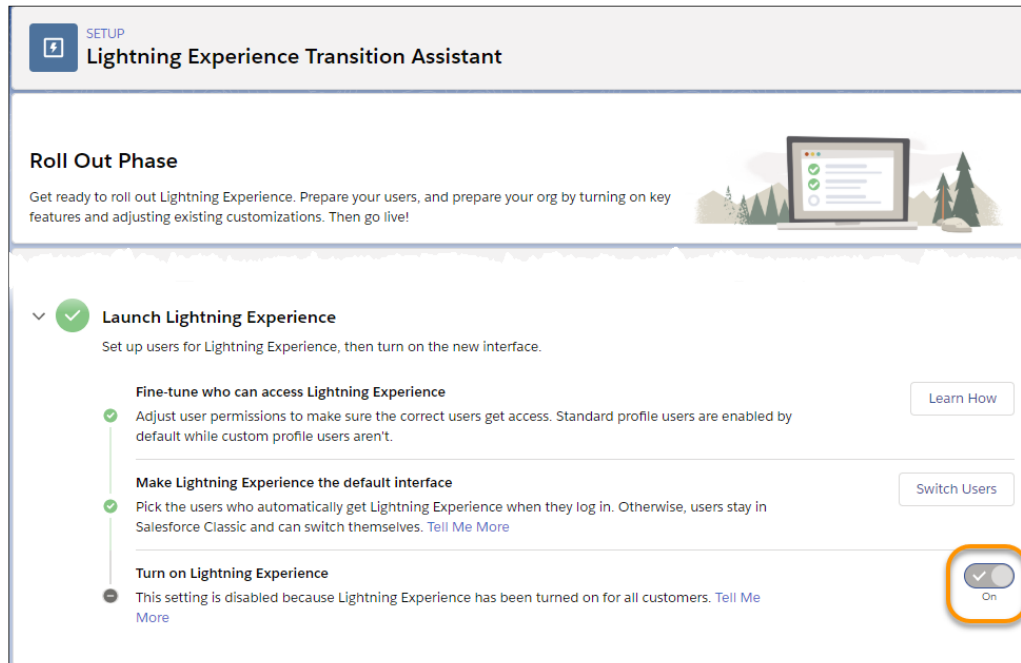 SETUP
Lightning Experience Transition Assistant
Roll Out Phase
Get ready to roll out Lightning Experience. Prepare your users, and prepare your org by turning on key
features and adjusting existing customizations. Then go live!
Launch Lightning Experience
Set up users for Lightning Experience, then turn on the new interface.
Fine-tune who can access Lightning Experience
Learn How
Adjust user permissions to make sure the correct users get access. Standard profile users are enabled by
default while custom profile users aren't.
Make Lightning Experience the default interface
Switch Users
Pick the users who automatically get Lightning Experience when they log in. Otherwise, users stay in
Salesforce Classic and can switch themselves. Tell Me More
Turn on Lightning Experience
This setting is disabled because Lightning Experience has been turned on for all customers. Tell Me
More
On